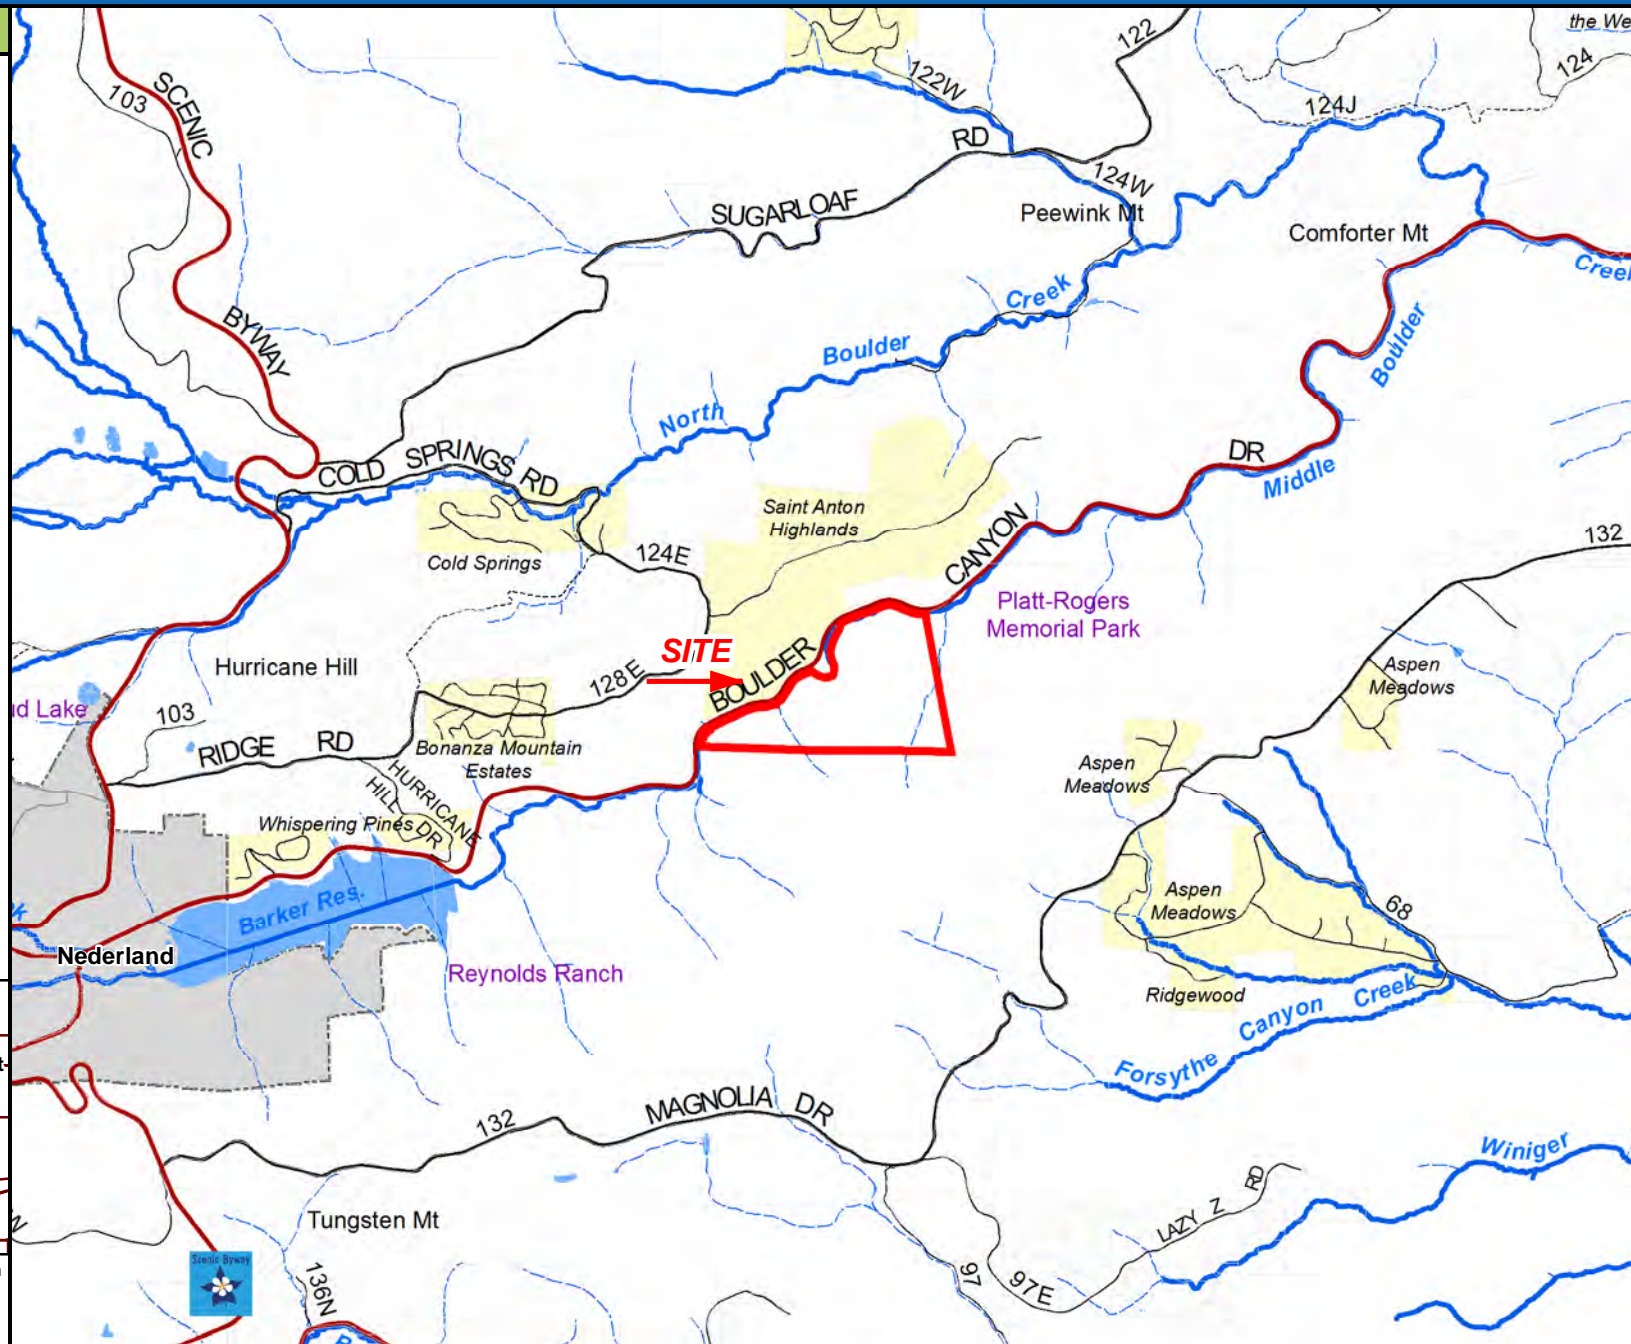 the We
122
124
122W
103
SCENIC
124J
RD
124W
SUGARLOAF
Peewink Mt
Comforter Mt
Creek
Creek
BYWAY
Boulder
Boulder
North
DR
COLD SPRINGS RD
Middle
Saint Anton
Highlands
CANYON
132
124E
Cold Springs
Platt-Rogers
Memorial Park
SITE
BOULDER
Hurricane Hill
128E
Aspen
Meadows
ud Lake
103
RIDGE RD
Bonanza Mountain
Estates
Aspen
Meadows
HURRICANE
HILL DR
Whispering Pines
Aspen
Meadows
68
Barker Res.
Nederland
Reynolds Ranch
Ridgewood
Forsythe Canyon Creek
MAGNOLIA DR
132
Winiger
LAZY Z RD
Tungsten Mt
Scenic Byway
136N
97
97E